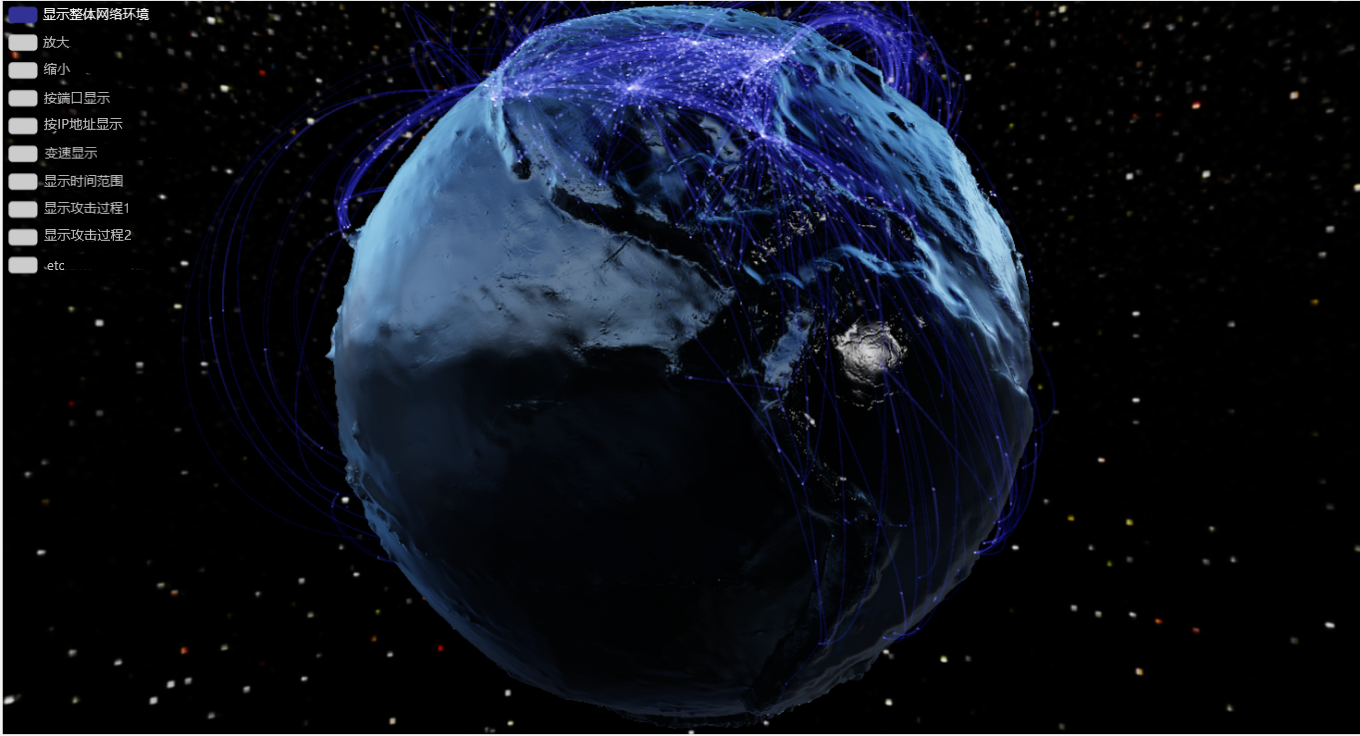 显示整体网络环境
放大
缩小
按端口显示
按IP地址显示
变速显示
显示时间范围
显示攻击过程1
显示攻击过程2
etc